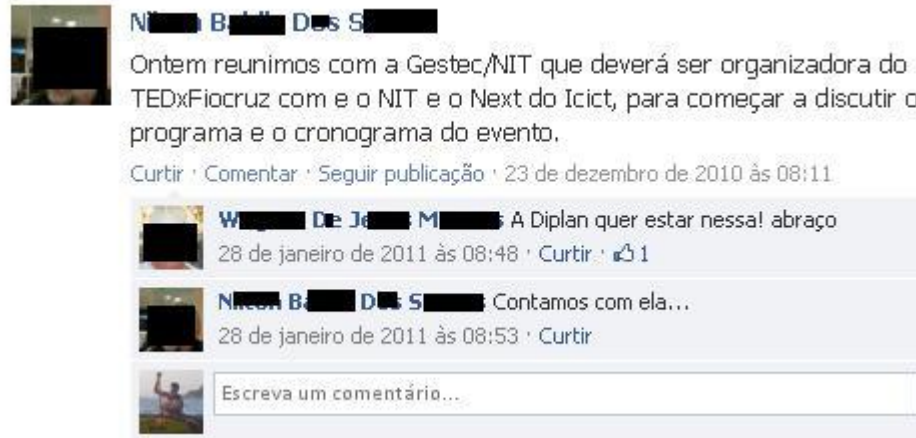 Ontem reunimos com a Gestec/NIT que deverá ser organizadora do
TEDxFiocruz com e o NIT e o Next do Icict, para começar a discutir o
programa e o cronograma do evento.
Curtir · Comentar · Seguir publicação · 23 de dezembro de 2010 às 08:11
A Diplan quer estar nessa! abraço
28 de janeiro de 2011 às 08:48 · Curtir · 1
Contamos com ela...
28 de janeiro de 2011 às 08:53 · Curtir
Escreva um comentário...